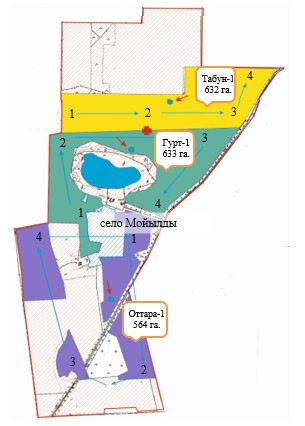 Табун-1
632 га.
4
1
2
3
Гурт-1
633 га.
2
3
4
1
село Мойылды
4
1
Оттара-1
564 га.
3
2